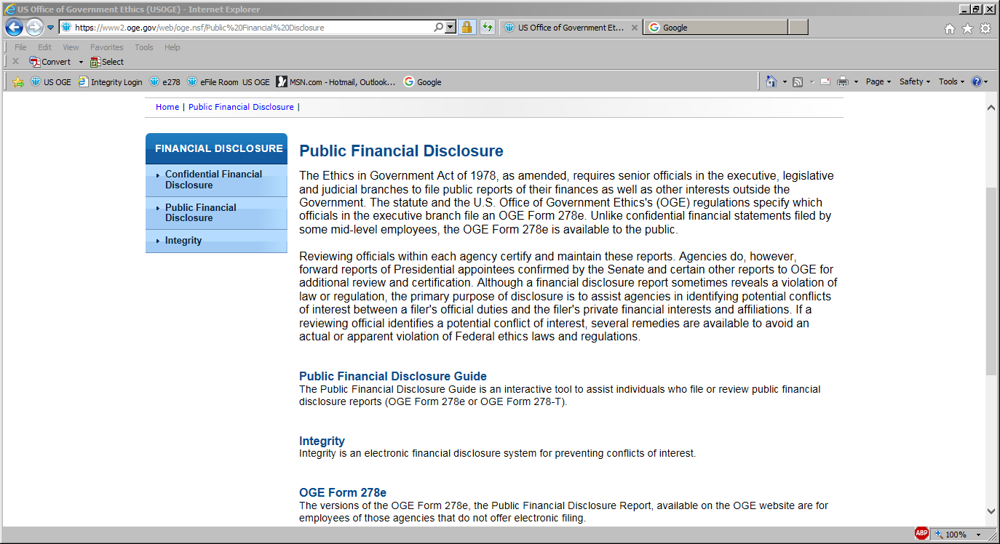 US Office of Government Ethics (USOGE) - Internet Explorer
https://www2.oge.gov/web/oge.nsf/Public%20Financial%20Disclosure
US Office of Government Et...
Google
File Edit View Favorites Tools Help
Convert Select
US OGE Integrity Login e278 eFile Room US OGE MSN.com - Hotmail, Outlook... Google Page Safety Tools
Home | Public Financial Disclosure |
FINANCIAL DISCLOSURE
Confidential Financial
Disclosure
Public Financial
Disclosure
Integrity
Public Financial Disclosure
The Ethics in Government Act of 1978, as amended, requires senior officials in the executive, legislative
and judicial branches to file public reports of their finances as well as other interests outside the
Government. The statute and the U.S. Office of Government Ethics's (OGE) regulations specify which
officials in the executive branch file an OGE Form 278e. Unlike confidential financial statements filed by
some mid-level employees, the OGE Form 278e is available to the public.
Reviewing officials within each agency certify and maintain these reports. Agencies do, however,
forward reports of Presidential appointees confirmed by the Senate and certain other reports to OGE for
additional review and certification. Although a financial disclosure report sometimes reveals a violation of
law or regulation, the primary purpose of disclosure is to assist agencies in identifying potential conflicts
of interest between a filer's official duties and the filer's private financial interests and affiliations. If a
reviewing official identifies a potential conflict of interest, several remedies are available to avoid an
actual or apparent violation of Federal ethics laws and regulations.
Public Financial Disclosure Guide
The Public Financial Disclosure Guide is an interactive tool to assist individuals who file or review public financial
disclosure reports (OGE Form 278e or OGE Form 278-T).
Integrity
Integrity is an electronic financial disclosure system for preventing conflicts of interest.
OGE Form 278e
The versions of the OGE Form 278e, the Public Financial Disclosure Report, available on the OGE website are for
employees of those agencies that do not offer electronic filing.
ABP 100%